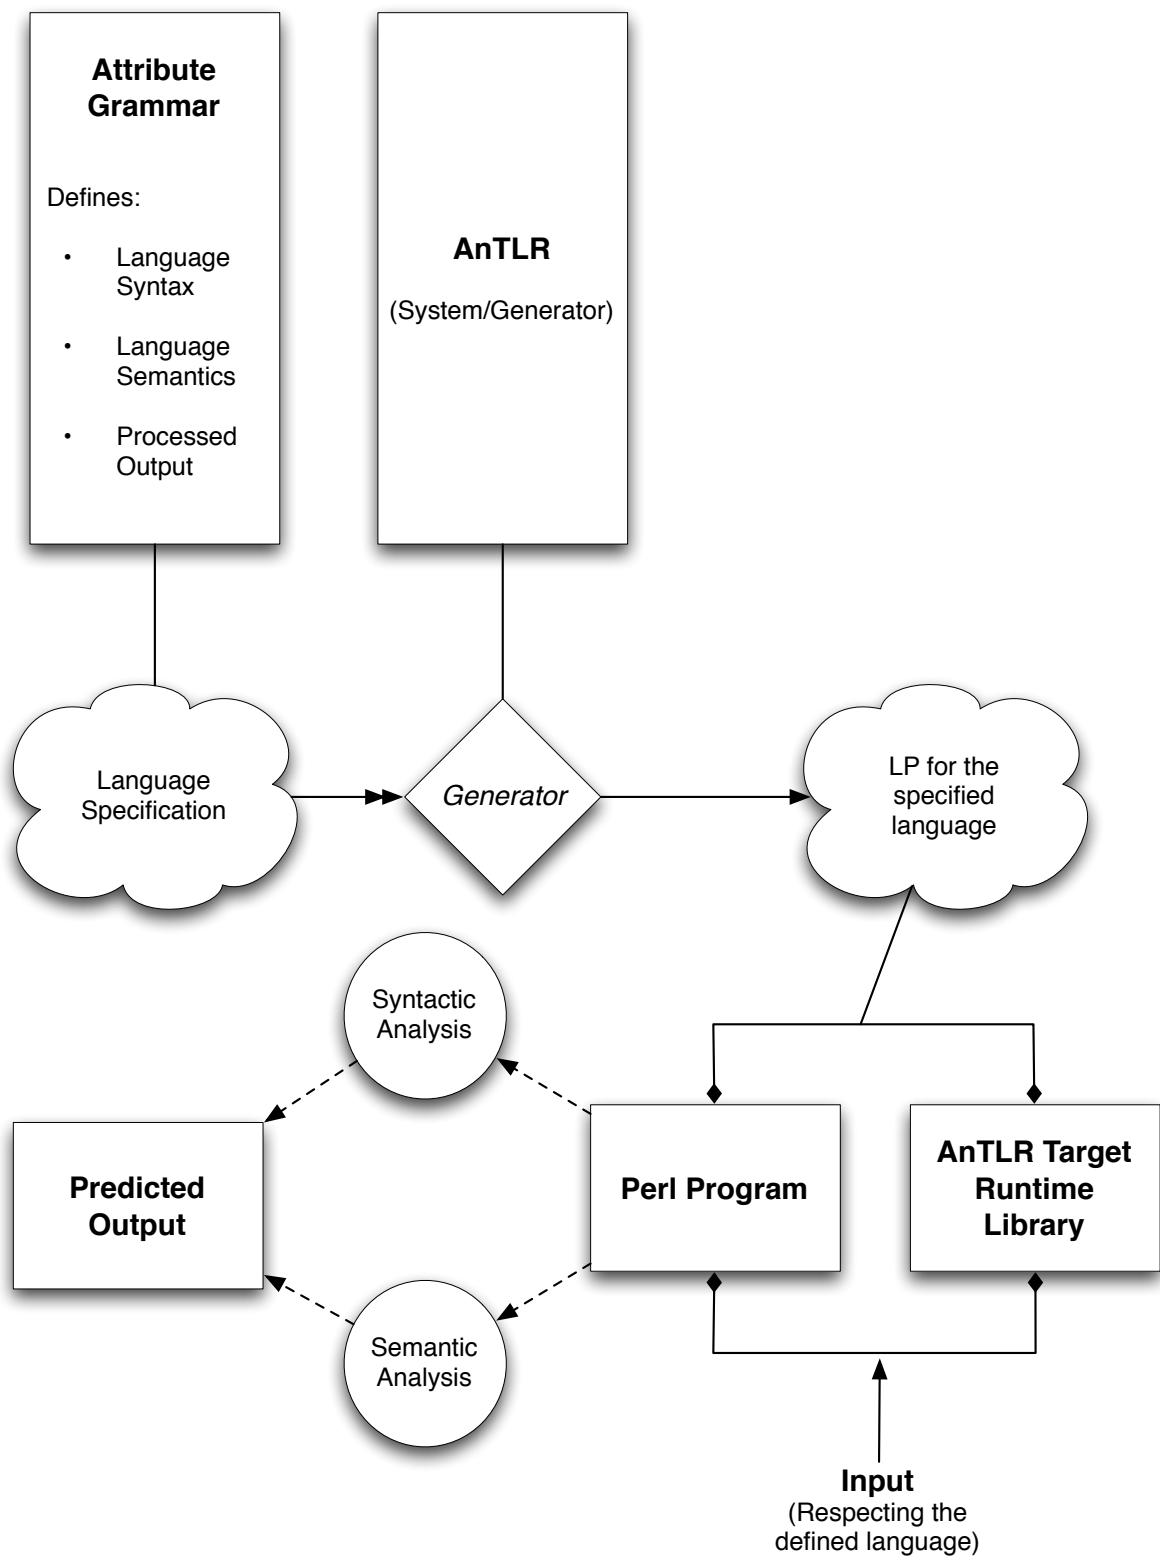 Attribute
Grammar
Defines:
• Language
Syntax
• Language
Semantics
• Processed
Output
AnTLR
(System/Generator)
Language
Specification
Generator
LP for the
specified
language
Syntactic
Analysis
Predicted
Output
Perl Program
AnTLR Target
Runtime
Library
Semantic
Analysis
Input
(Respecting the
defined language)